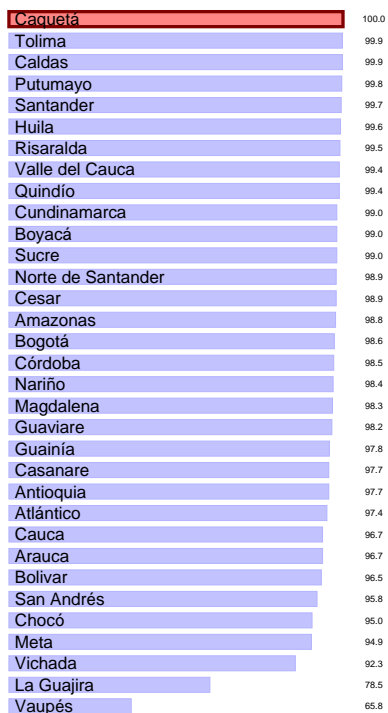 Caquetá 100.0
Tolima 99.9
Caldas 99.9
Putumayo 99.8
Santander 99.7
Huila 99.6
Risaralda 99.5
Valle del Cauca 99.4
Quindío 99.4
Cundinamarca 99.0
Boyacá 99.0
Sucre 99.0
Norte de Santander 98.9
Cesar 98.9
Amazonas 98.8
Bogotá 98.6
Córdoba 98.5
Nariño 98.4
Magdalena 98.3
Guaviare 98.2
Guainía 97.8
Casanare 97.7
Antioquia 97.7
Atlántico 97.4
Cauca 96.7
Arauca 96.7
Bolivar 96.5
San Andrés 95.8
Chocó 95.0
Meta 94.9
Vichada 92.3
La Guajira 78.5
Vaupés 65.8